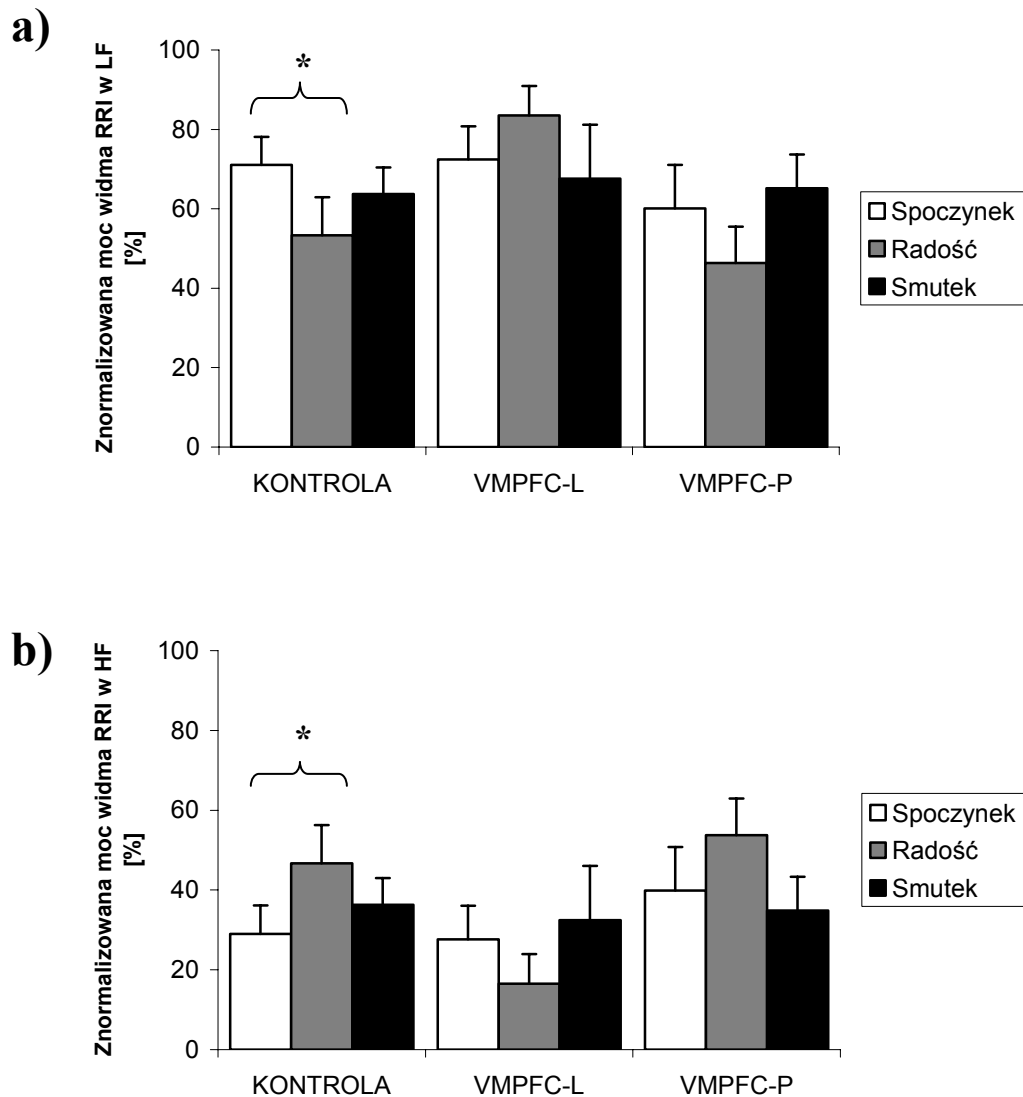 a)
Znormalizowana moc widma RRI w LF
[%]
100
80
60
40
20
0
*
KONTROLA
VMPFC-L
VMPFC-P
Spoczynek
Radość
Smutek
b)
Znormalizowana moc widma RRI w HF
[%]
100
80
60
40
20
0
*
KONTROLA
VMPFC-L
VMPFC-P
Spoczynek
Radość
Smutek